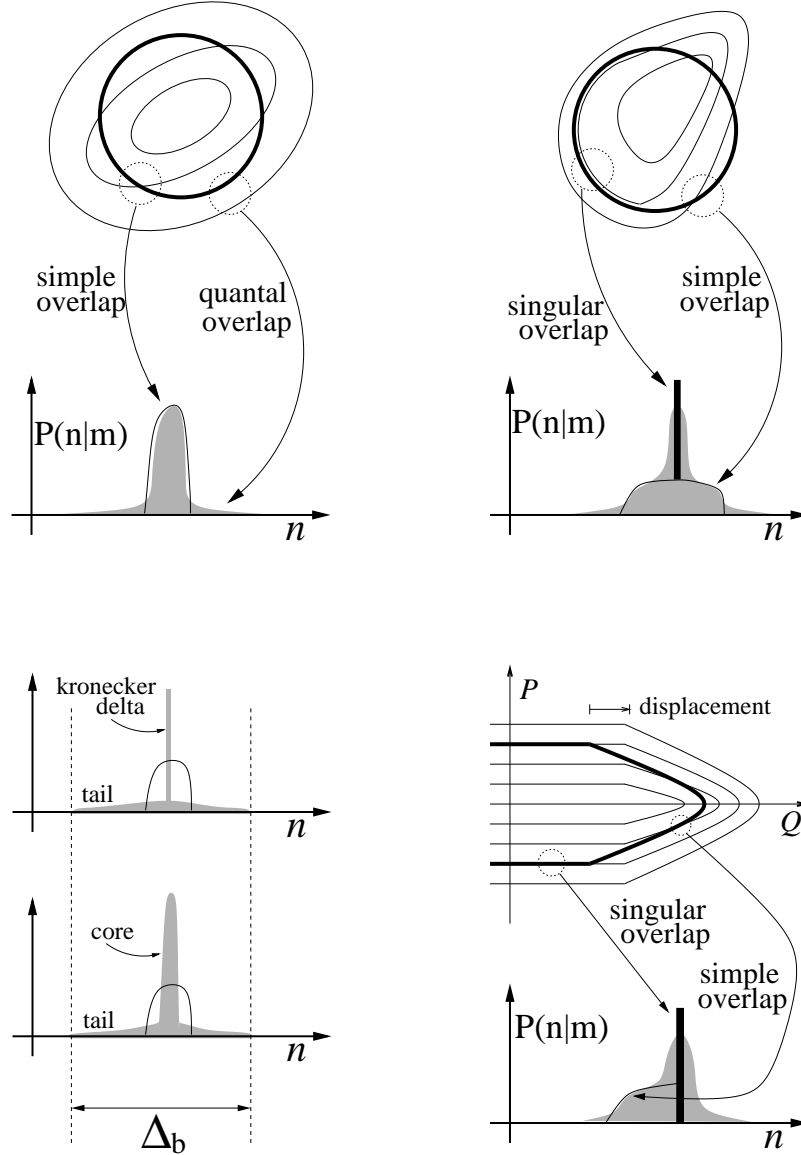 simple
overlap
quantal
overlap
P(n|m)
n
singular
overlap
simple
overlap
P(n|m)
n
kronecker
delta
tail
n
core
tail
n
Δb
P
displacement
Q
singular
overlap
simple
overlap
P(n|m)
n